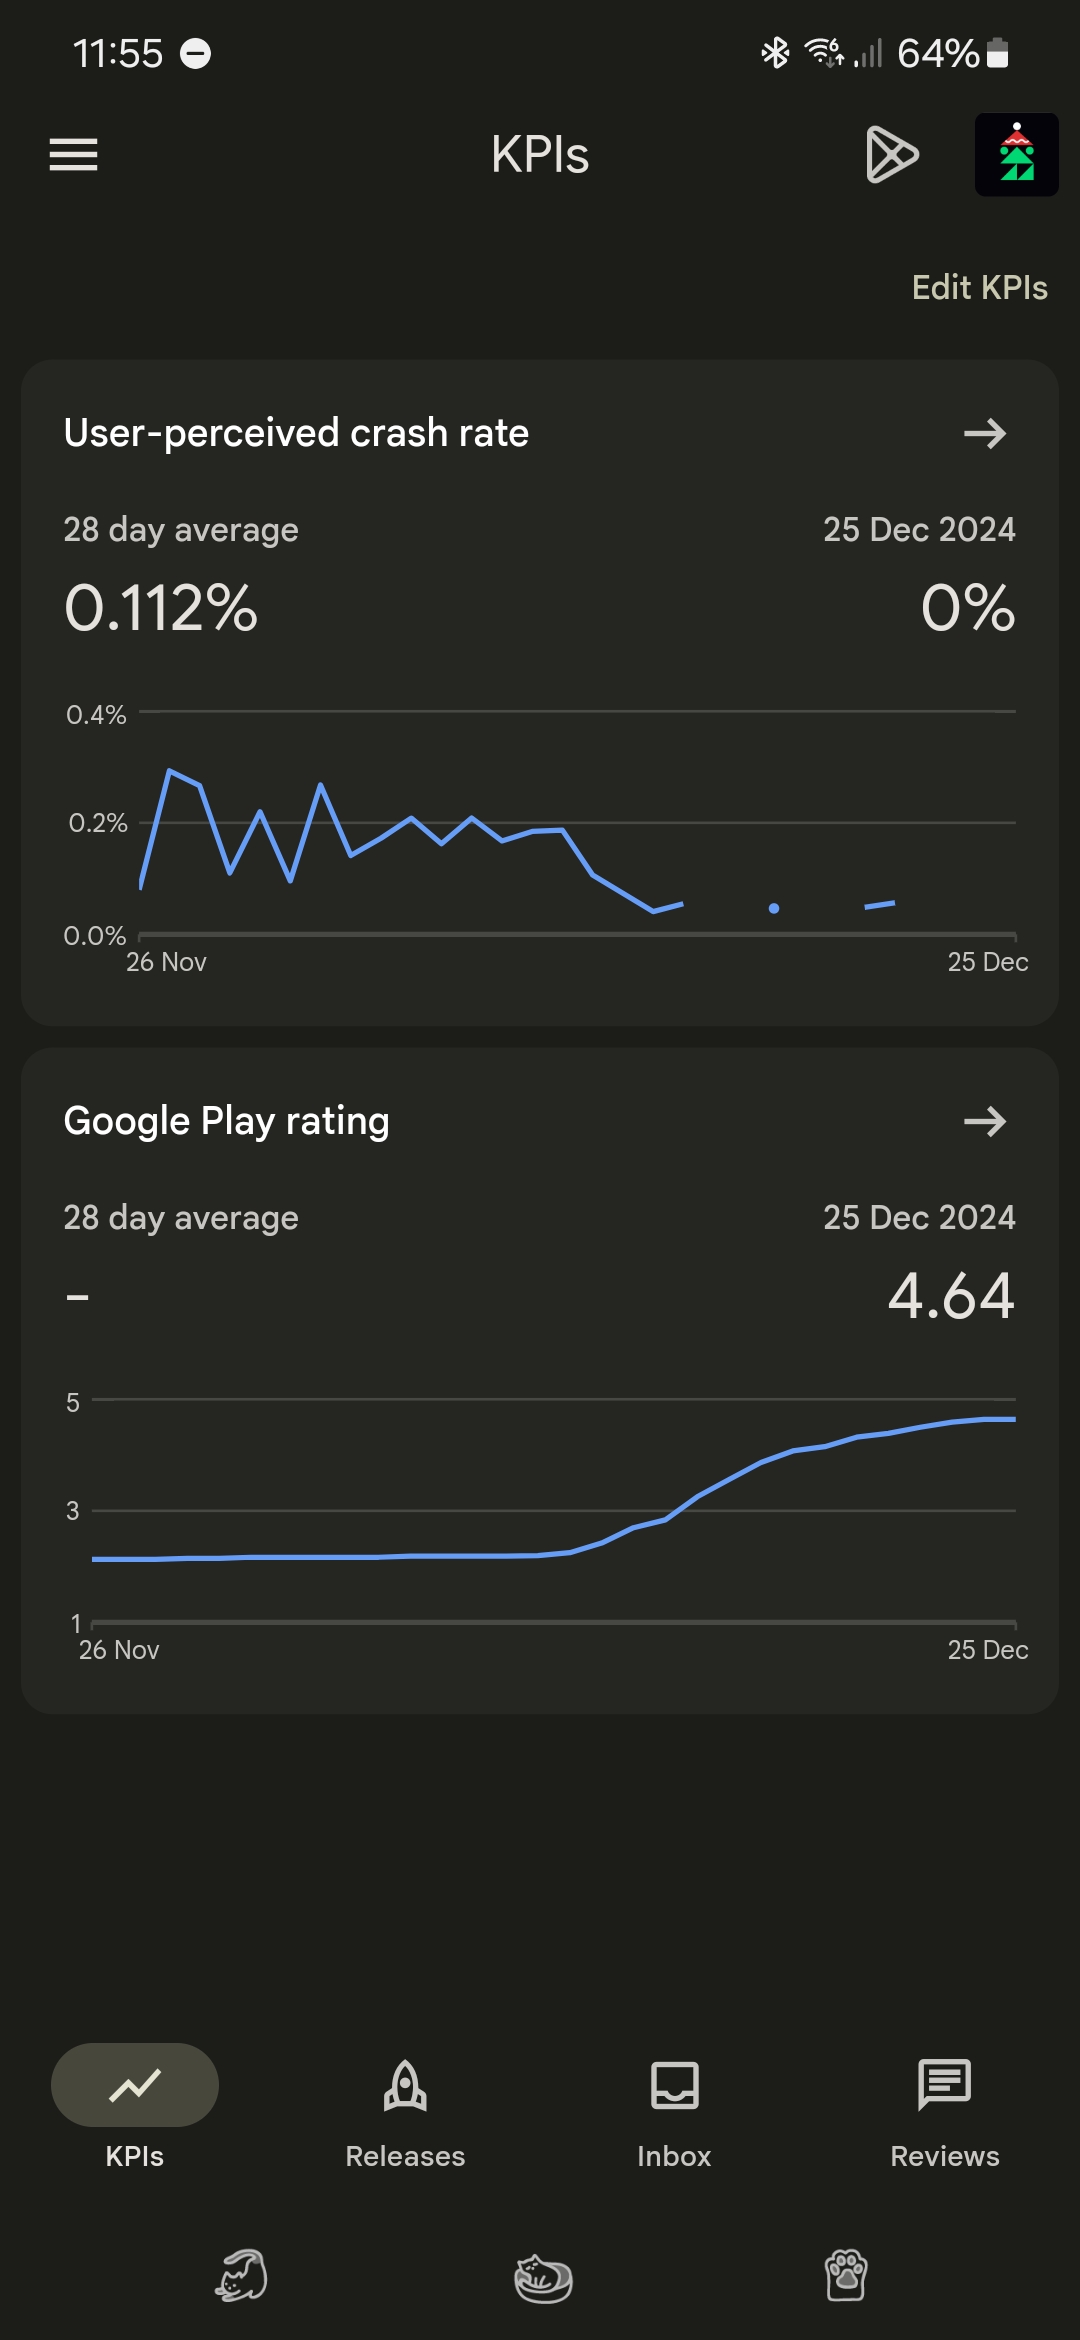 11:55
6
64%
KPIs
Edit KPIs
User-perceived crash rate
28 day average
25 Dec 2024
0.112%
0%
0.4%
0.2%
0.0%
26 Nov
25 Dec
Google Play rating
28 day average
25 Dec 2024
-
4.64
5
3
1
26 Nov
25 Dec
KPIs
Releases
Inbox
Reviews